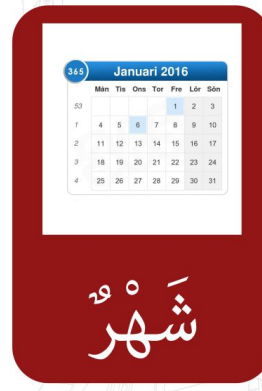 365 Januari 2016
Mån Tis Ons Tor Fre Lör Sön
53 1 2 3
1 4 5 6 7 8 9 10
2 11 12 13 14 15 16 17
3 18 19 20 21 22 23 24
4 25 26 27 28 29 30 31
شَهْرٌ